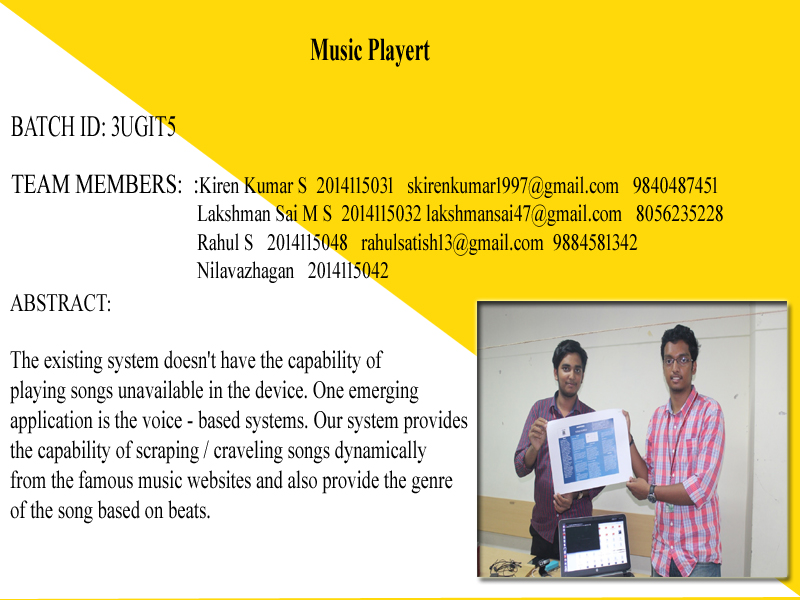 Music Playert
BATCH ID: 3UGIT5
TEAM MEMBERS: :Kiren Kumar S 2014115031 skirenkumar1997@gmail.com 9840487451
Lakshman Sai M S 2014115032 lakshmansai47@gmail.com 8056235228
Rahul S 2014115048 rahulsatish13@gmail.com 9884581342
Nilavazhagan 2014115042
ABSTRACT:
The existing system doesn't have the capability of
playing songs unavailable in the device. One emerging
application is the voice - based systems. Our system provides
the capability of scraping / craveling songs dynamically
from the famous music websites and also provide the genre
of the song based on beats.